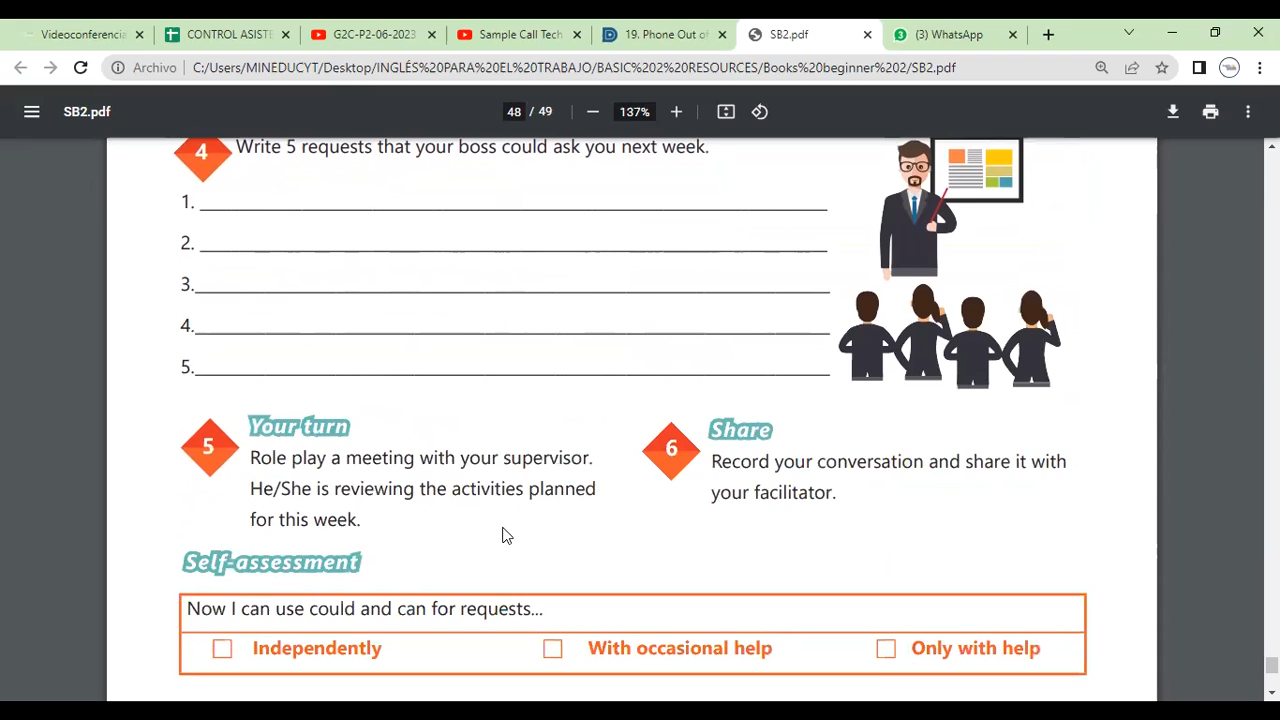 Videoconferencia
CONTROL ASISTE
G2C-P2-06-2023
Sample Call Tech
19. Phone Out of
SB2.pdf
(3) WhatsApp
Archivo
C:/Users/MINEDUCYT/Desktop/INGLÉS%20PARA%20EL%20TRABAJO/BASIC%202%20RESOURCES/Books%20beginner%202/SB2.pdf
SB2.pdf
48 / 49
137%
4 Write 5 requests that your boss could ask you next week.
1.
2.
3.
4.
5.
5 Your turn
Role play a meeting with your supervisor.
He/She is reviewing the activities planned
for this week.
6 Share
Record your conversation and share it with
your facilitator.
Self-assessment
Now I can use could and can for requests...
Independently
With occasional help
Only with help